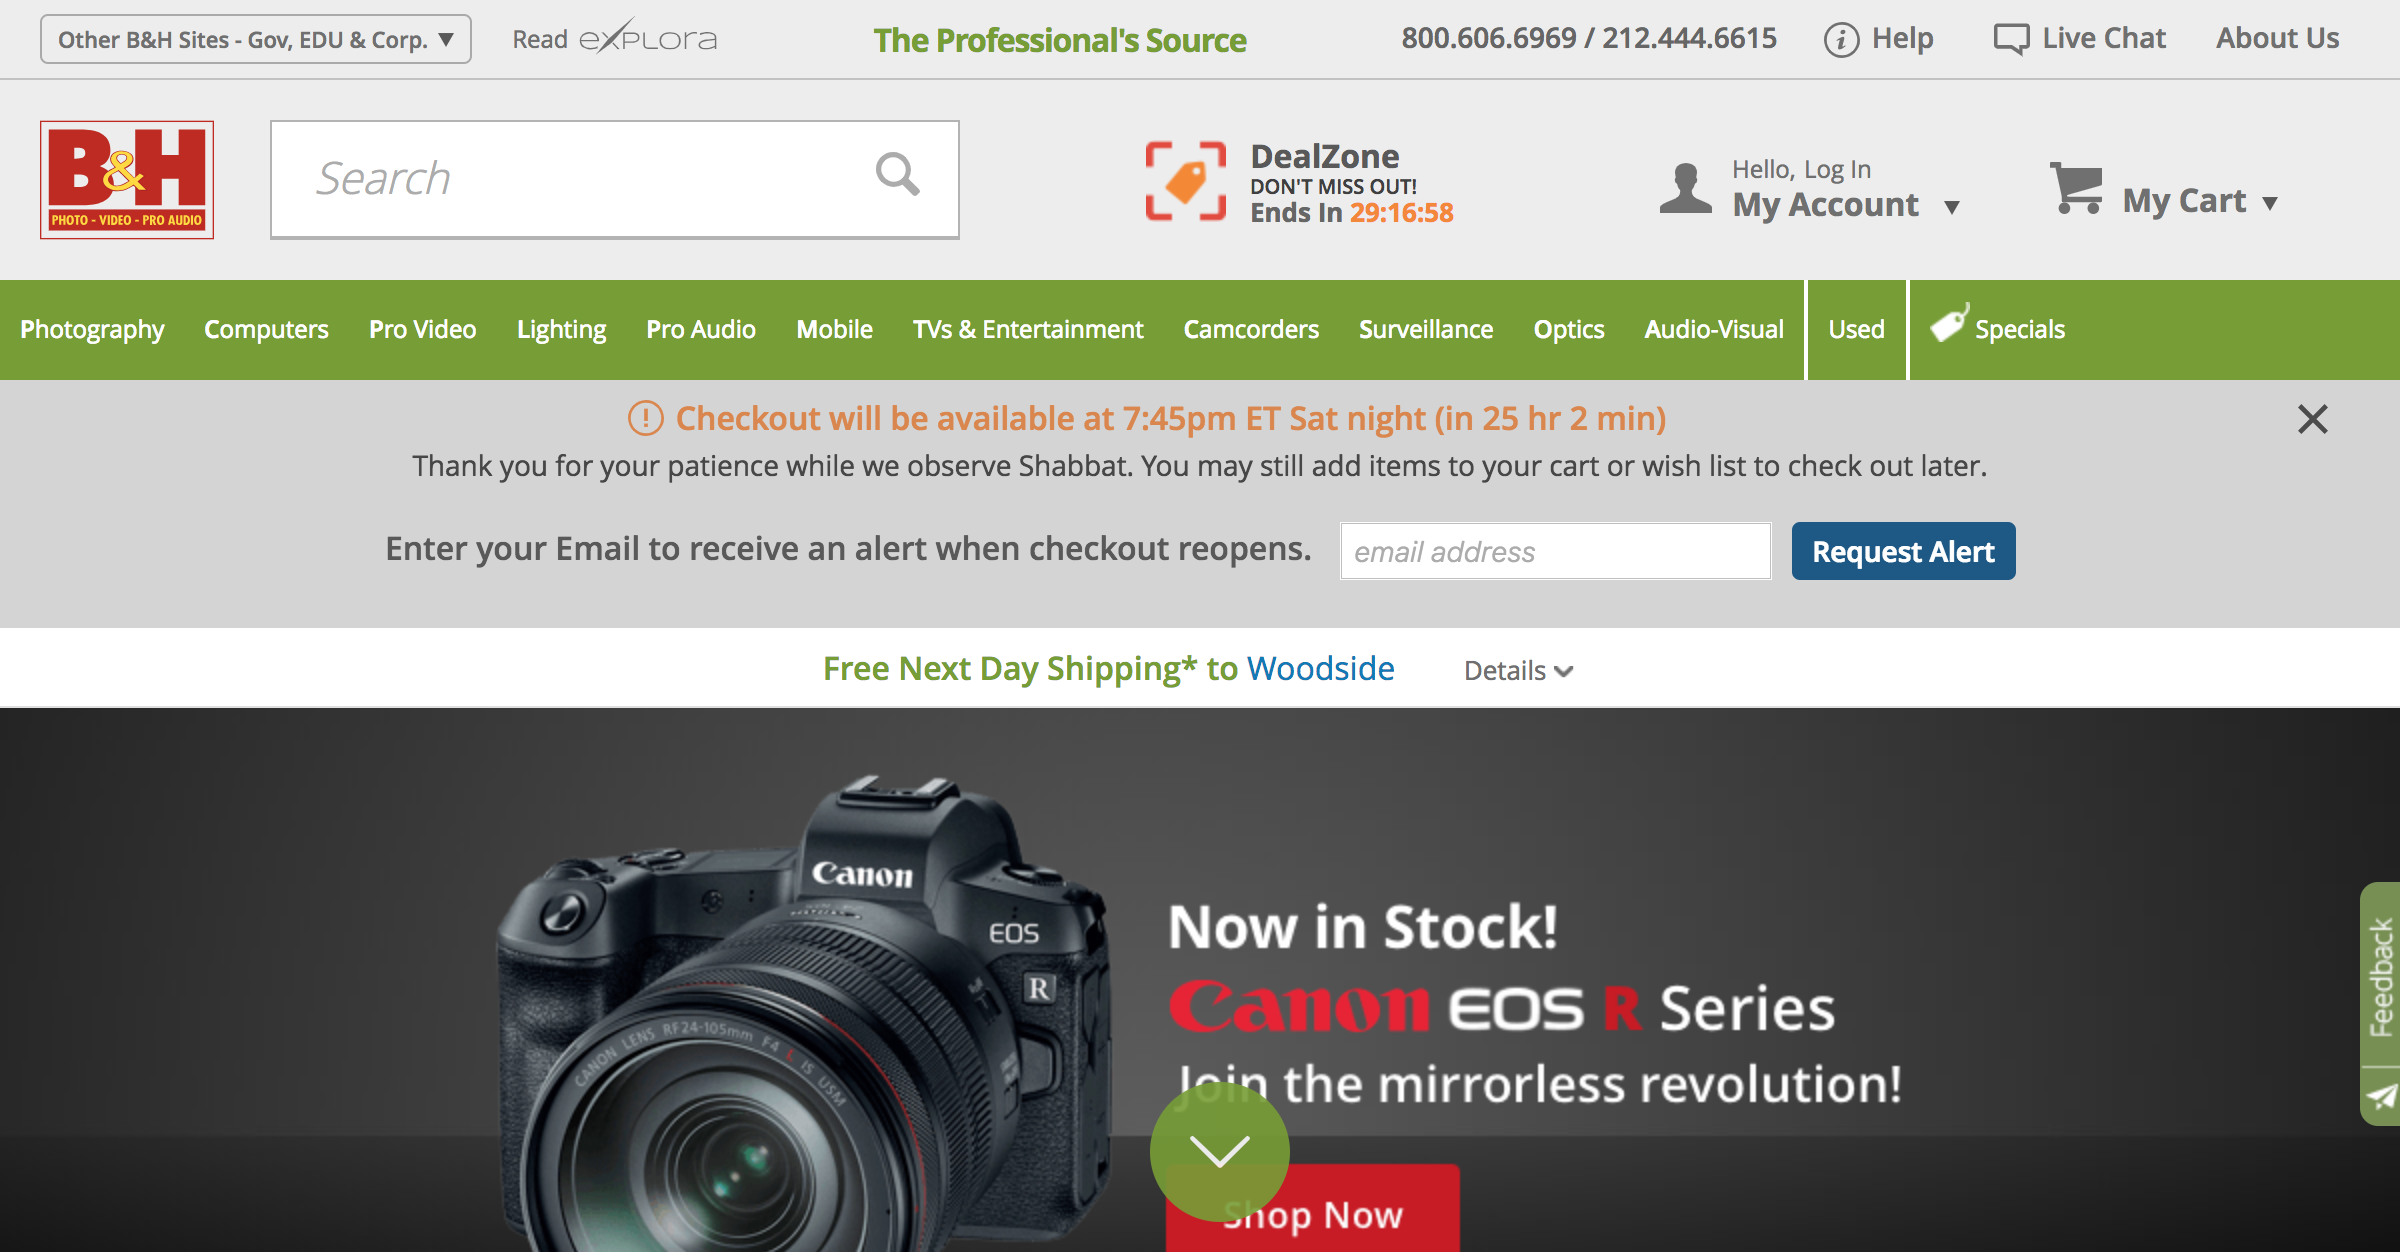 Other B&H Sites - Gov, EDU & Corp. ▼
Read eXPLORA
The Professional's Source
800.606.6969 / 212.444.6615
Help
Live Chat
About Us
B&H
PHOTO - VIDEO - PRO AUDIO
Search
DealZone
DON'T MISS OUT!
Ends In 29:16:58
Hello, Log In
My Account ▼
My Cart ▼
Photography Computers Pro Video Lighting Pro Audio Mobile TVs & Entertainment Camcorders Surveillance Optics Audio-Visual Used Specials
Checkout will be available at 7:45pm ET Sat night (in 25 hr 2 min)
Thank you for your patience while we observe Shabbat. You may still add items to your cart or wish list to check out later.
Enter your Email to receive an alert when checkout reopens.
email address
Request Alert
Free Next Day Shipping* to Woodside
Details
Canon
EOS
R
CANON LENS RF24-105mm F4 L IS USM
Now in Stock!
Canon EOS R Series
Join the mirrorless revolution!
Shop Now
Feedback